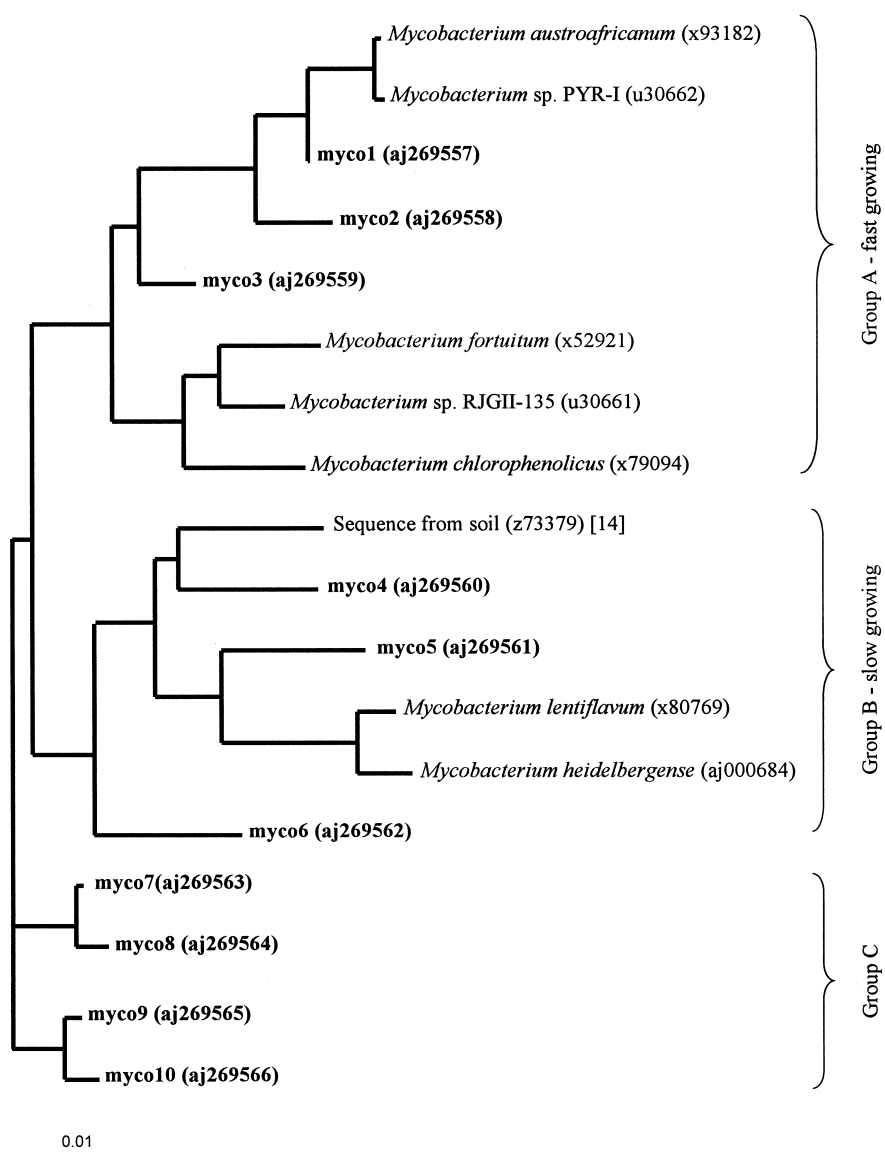 Mycobacterium austroafricanum (x93182)
Mycobacterium sp. PYR-I (u30662)
myco1 (aj269557)
myco2 (aj269558)
myco3 (aj269559)
Mycobacterium fortuitum (x52921)
Mycobacterium sp. RJGII-135 (u30661)
Mycobacterium chlorophenolicus (x79094)
Group A - fast growing
Sequence from soil (z73379) [14]
myco4 (aj269560)
myco5 (aj269561)
Mycobacterium lentiflavum (x80769)
Mycobacterium heidelbergense (aj000684)
myco6 (aj269562)
Group B - slow growing
myco7(aj269563)
myco8 (aj269564)
myco9 (aj269565)
myco10 (aj269566)
Group C
0.01